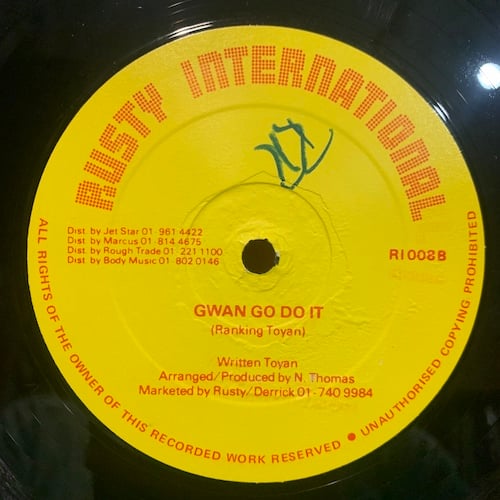 RUSTY INTERNATIONAL
Dist. by Jet Star 01-961 4422
Dist. by Marcus 01-814 4675
Dist. by Rough Trade 01-221 1100
Dist. by Body Music 01-802 0146
RI008B
GWAN GO DO IT
(Ranking Toyan)
Written Toyan
Arranged/Produced by N. Thomas
Marketed by Rusty/Derrick 01-740 9984
ALL RIGHTS OF THE OWNER OF THIS RECORDED WORK RESERVED ● UNAUTHORISED COPYING PROHIBITED